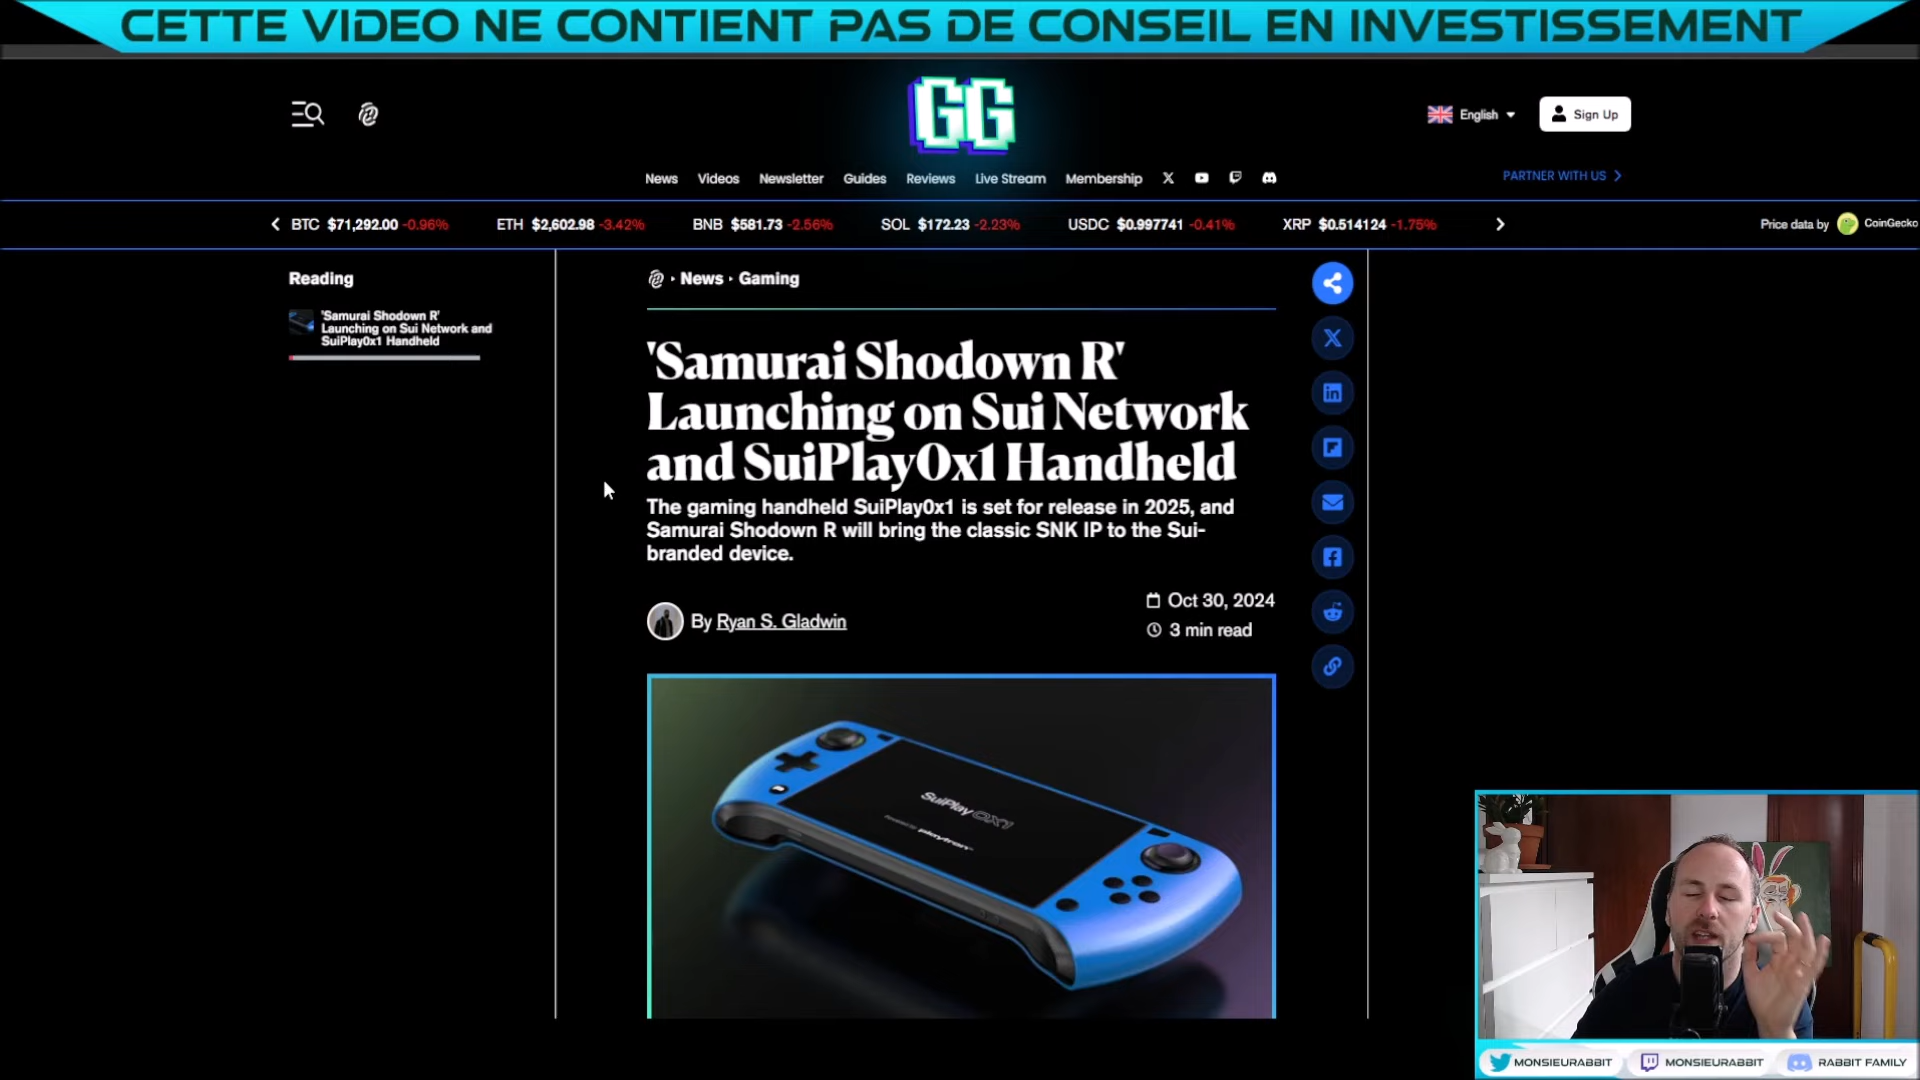 CETTE VIDEO NE CONTIENT PAS DE CONSEIL EN INVESTISSEMENT
GG
English
Sign Up
News Videos Newsletter Guides Reviews Live Stream Membership
PARTNER WITH US
BTC $71,292.00 -0.96% ETH $2,602.98 -3.42% BNB $581.73 -2.56% SOL $172.23 -2.23% USDC $0.997741 -0.41% XRP $0.514124 -1.75%
Price data by CoinGecko
Reading
'Samurai Shodown R'
Launching on Sui Network and
SuiPlay0x1 Handheld
News · Gaming
'Samurai Shodown R'
Launching on Sui Network
and SuiPlay0x1 Handheld
The gaming handheld SuiPlay0x1 is set for release in 2025, and
Samurai Shodown R will bring the classic SNK IP to the Sui-
branded device.
By Ryan S. Gladwin
Oct 30, 2024
3 min read
SuiPlay0X1
playtron
MONSIEURABBIT MONSIEURABBIT RABBIT FAMILY